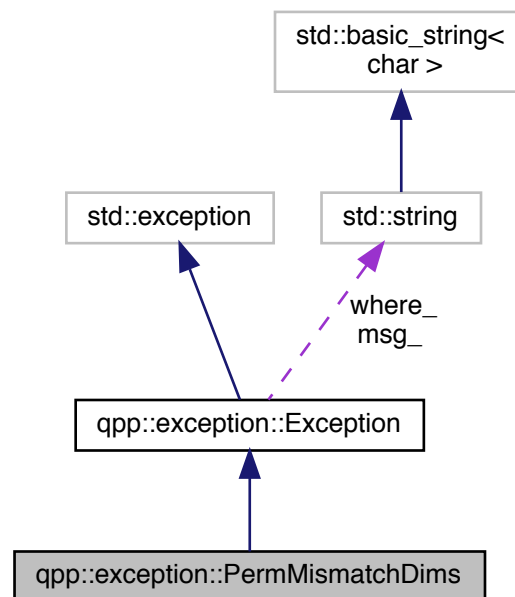 std::basic_string<
char >
std::exception
std::string
where_
msg_
qpp::exception::Exception
qpp::exception::PermMismatchDims